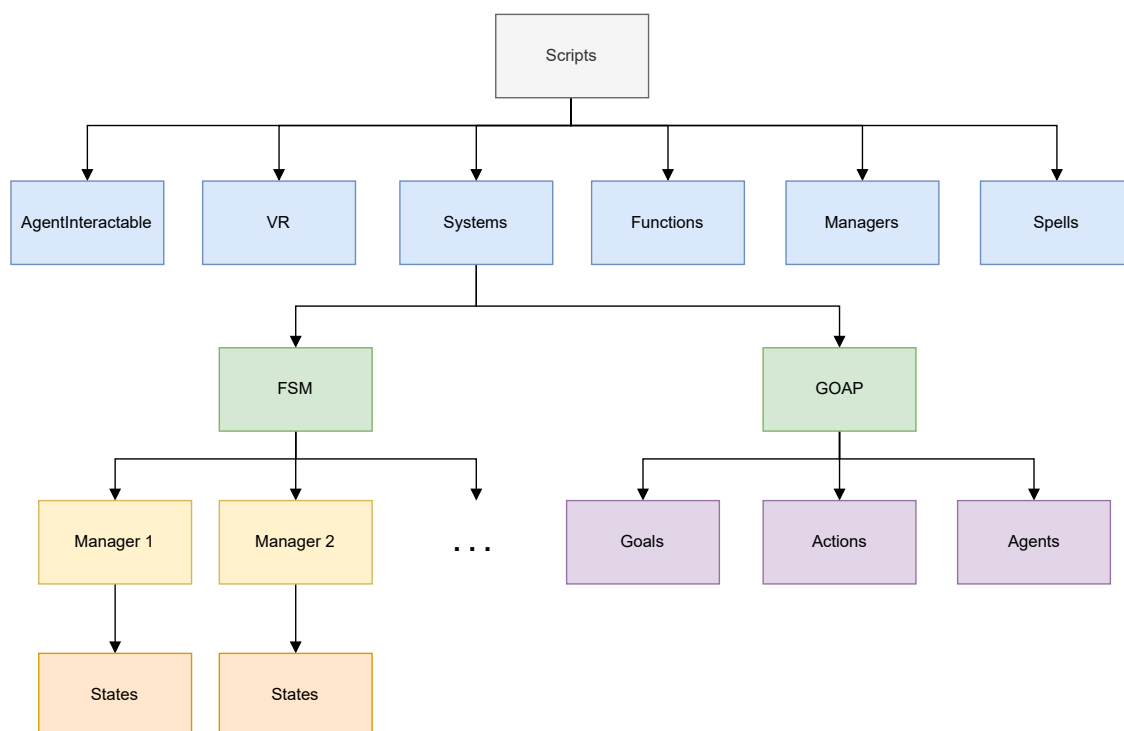 Scripts
AgentInteractable
VR
Systems
Functions
Managers
Spells
FSM
GOAP
Manager 1
Manager 2
...
Goals
Actions
Agents
States
States